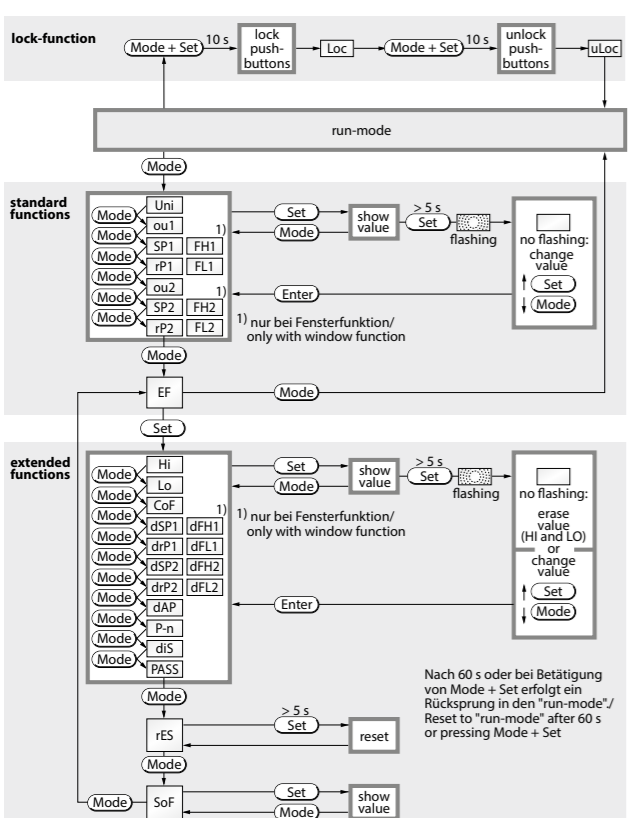 lock-function
Mode + Set
10 s
lock
push-
buttons
Loc
Mode + Set
10 s
unlock
push-
buttons
uLoc
run-mode
Mode
standard
functions
Mode
Mode
Mode
Mode
Mode
Mode
Uni
ou1
1)
SP1
FH1
rP1
FL1
ou2
1)
SP2
FH2
rP2
FL2
Set
Mode
show
value
> 5 s
Set
flashing
no flashing:
change
value
Set
Mode
Enter
1) nur bei Fensterfunktion/
only with window function
Mode
EF
Mode
Set
extended
functions
Mode
Mode
Mode
Mode
Mode
Mode
Mode
Mode
Mode
Mode
Hi
Lo
CoF
1)
dSP1
dFH1
drP1
dFL1
dSP2
dFH2
drP2
dFL2
dAP
P-n
diS
PASS
Set
Mode
show
value
> 5 s
Set
flashing
1) nur bei Fensterfunktion/
only with window function
no flashing:
erase
value
(HI and LO)
or
change
value
Set
Mode
Enter
Nach 60 s oder bei Betätigung
von Mode + Set erfolgt ein
Rücksprung in den "run-mode"./
Reset to "run-mode" after 60 s
or pressing Mode + Set
Mode
rES
> 5 s
Set
reset
Mode
Mode
SoF
Set
Mode
show
value